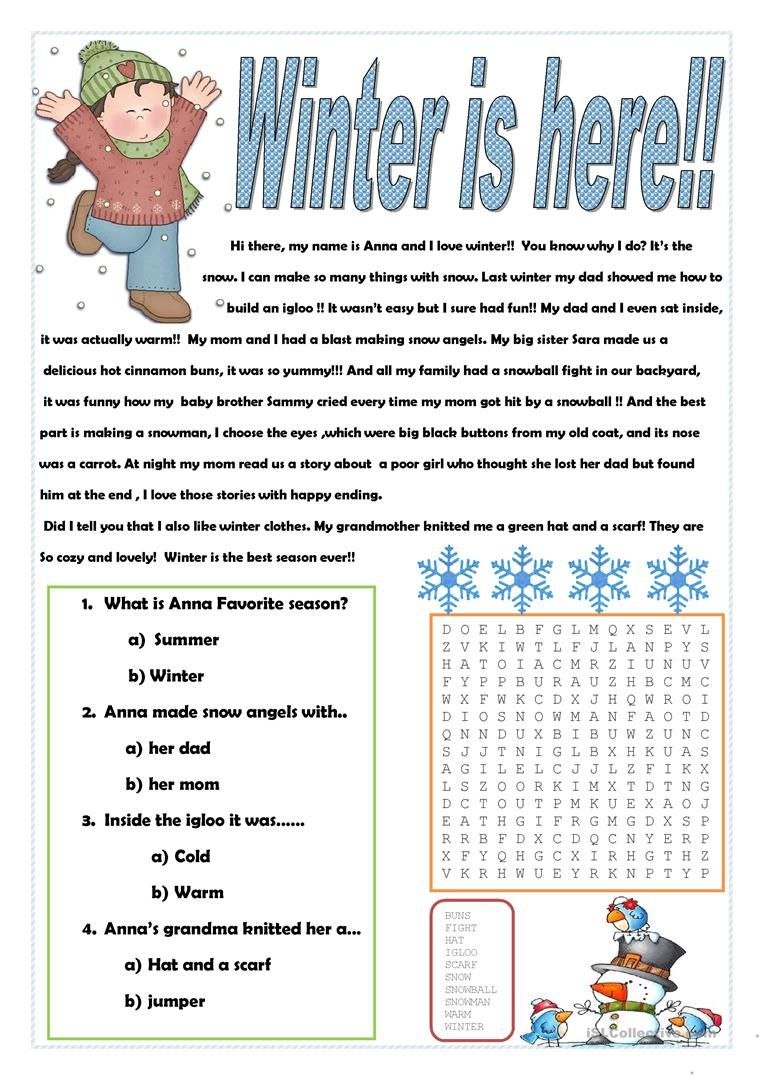 Winter is here!!
Hi there, my name is Anna and I love winter!! You know why I do? It's the
snow. I can make so many things with snow. Last winter my dad showed me how to
build an igloo !! It wasn't easy but I sure had fun!! My dad and I even sat inside,
it was actually warm!! My mom and I had a blast making snow angels. My big sister Sara made us a
delicious hot cinnamon buns, it was so yummy!!! And all my family had a snowball fight in our backyard,
it was funny how my baby brother Sammy cried every time my mom got hit by a snowball !! And the best
part is making a snowman, I choose the eyes ,which were big black buttons from my old coat, and its nose
was a carrot. At night my mom read us a story about a poor girl who thought she lost her dad but found
him at the end , I love those stories with happy ending.
Did I tell you that I also like winter clothes. My grandmother knitted me a green hat and a scarf! They are
So cozy and lovely! Winter is the best season ever!!
1. What is Anna Favorite season?
a) Summer
b) Winter
2. Anna made snow angels with..
a) her dad
b) her mom
3. Inside the igloo it was......
a) Cold
b) Warm
4. Anna's grandma knitted her a...
a) Hat and a scarf
b) jumper
D O E L B F G L M Q X S E V L
Z V K I W T L F J L A N P Y S
H A T O I A C M R Z I U N U V
F Y P P B U R A U Z H B C M C
W X F W K C D X J H Q W R O I
D I O S N O W M A N F A O T D
Q N N D U X B I B U W Z U N C
S J J T N I G L B X H K U A S
A G I L E L C J J L Z F I K X
L S Z O O R K I M X T D T N G
D C T O U T P M K U E X A O J
E A T H G I F R G M G D X S P
R R B F D X C D Q C N Y E R P
X F Y Q H G C X I R H G T H Z
V K R H W U E Y R K N P T Y P
BUNS
FIGHT
HAT
IGLOO
SCARF
SNOW
SNOWBALL
SNOWMAN
WARM
WINTER
iSLCollective.com